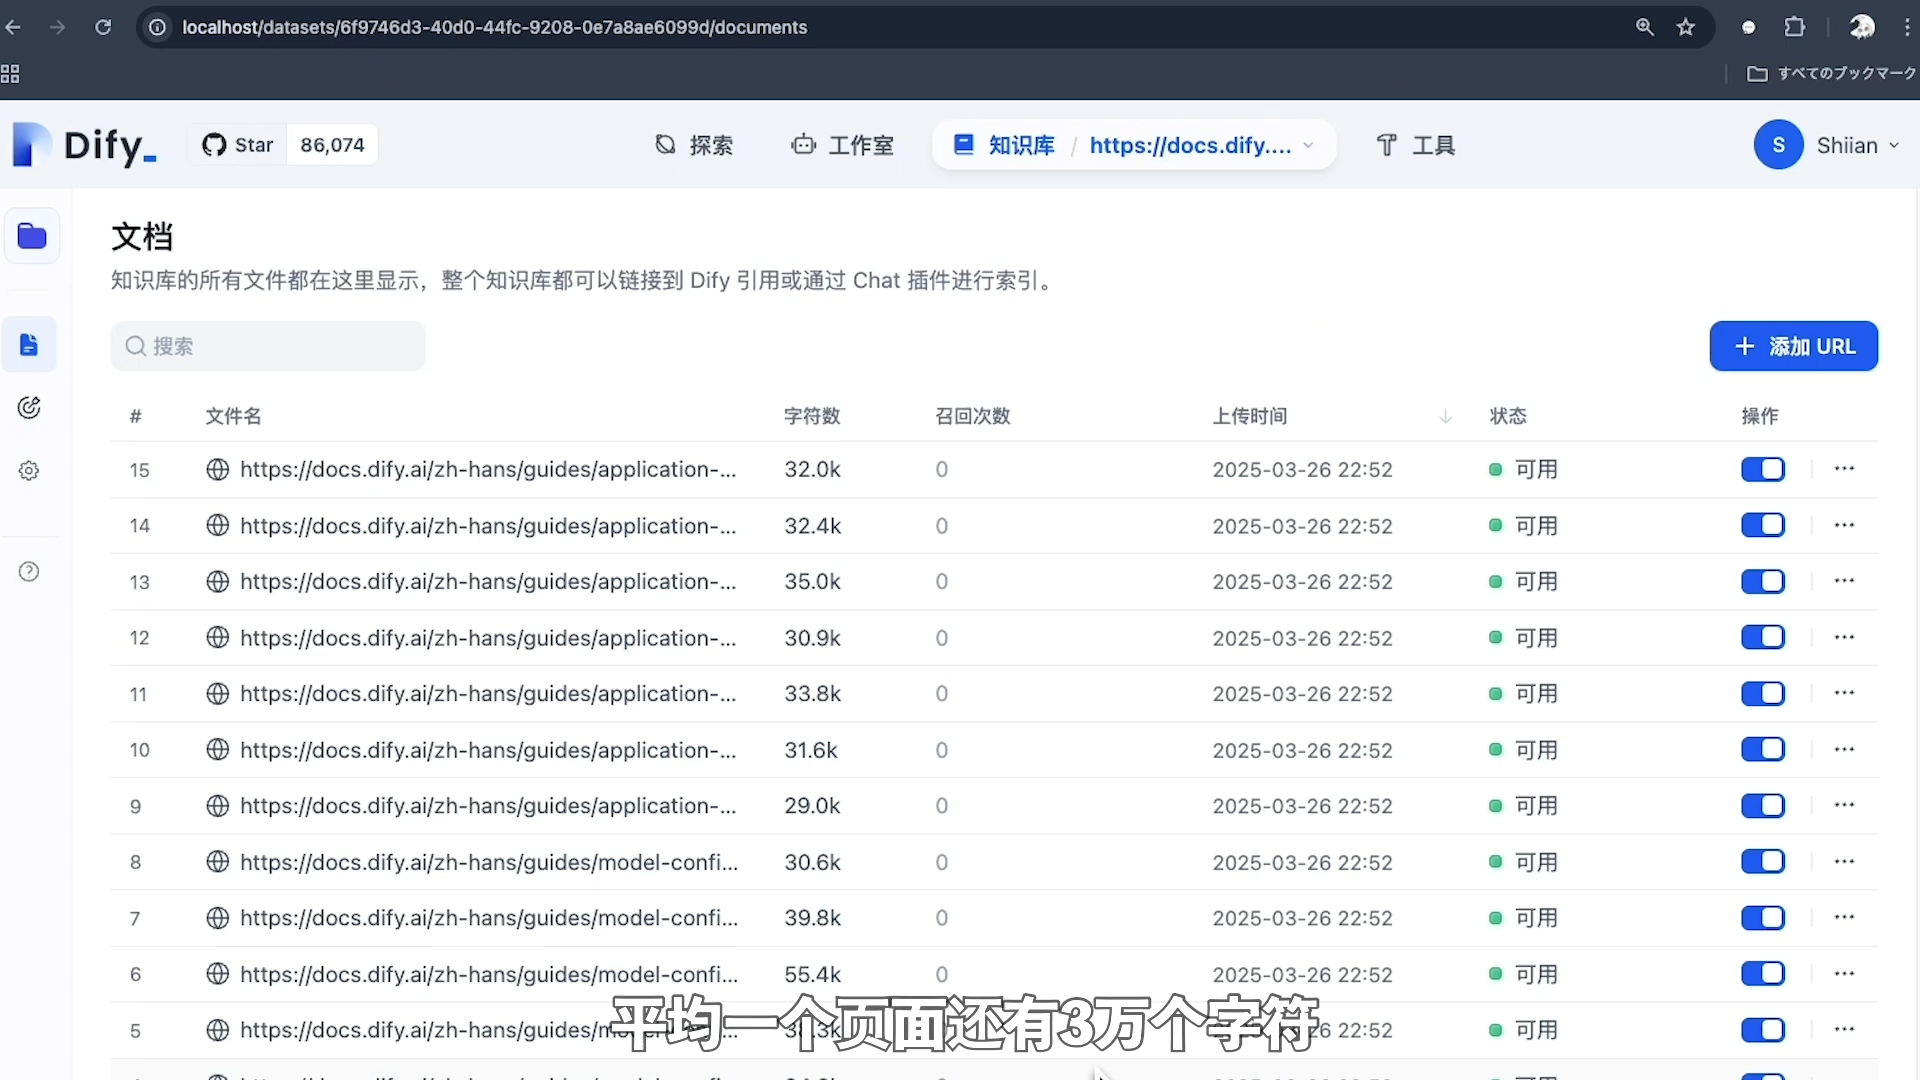 localhost/datasets/6f9746d3-40d0-44fc-9208-0e7a8ae6099d/documents
すべてのブックマーク
Dify_ Star 86,074 探索 工作室 知识库 / https://docs.dify.... 工具 S Shiian
文档
知识库的所有文件都在这里显示，整个知识库都可以链接到 Dify 引用或通过 Chat 插件进行索引。
搜索 + 添加 URL
# 文件名 字符数 召回次数 上传时间 状态 操作
15 https://docs.dify.ai/zh-hans/guides/application-... 32.0k 0 2025-03-26 22:52 可用 ...
14 https://docs.dify.ai/zh-hans/guides/application-... 32.4k 0 2025-03-26 22:52 可用 ...
13 https://docs.dify.ai/zh-hans/guides/application-... 35.0k 0 2025-03-26 22:52 可用 ...
12 https://docs.dify.ai/zh-hans/guides/application-... 30.9k 0 2025-03-26 22:52 可用 ...
11 https://docs.dify.ai/zh-hans/guides/application-... 33.8k 0 2025-03-26 22:52 可用 ...
10 https://docs.dify.ai/zh-hans/guides/application-... 31.6k 0 2025-03-26 22:52 可用 ...
9 https://docs.dify.ai/zh-hans/guides/application-... 29.0k 0 2025-03-26 22:52 可用 ...
8 https://docs.dify.ai/zh-hans/guides/model-confi... 30.6k 0 2025-03-26 22:52 可用 ...
7 https://docs.dify.ai/zh-hans/guides/model-confi... 39.8k 0 2025-03-26 22:52 可用 ...
6 https://docs.dify.ai/zh-hans/guides/model-confi... 55.4k 0 2025-03-26 22:52 可用 ...
5 https://docs.dify.ai/zh-hans/guides/ 22:52 可用 ...
平均一个页面还有3万个字符